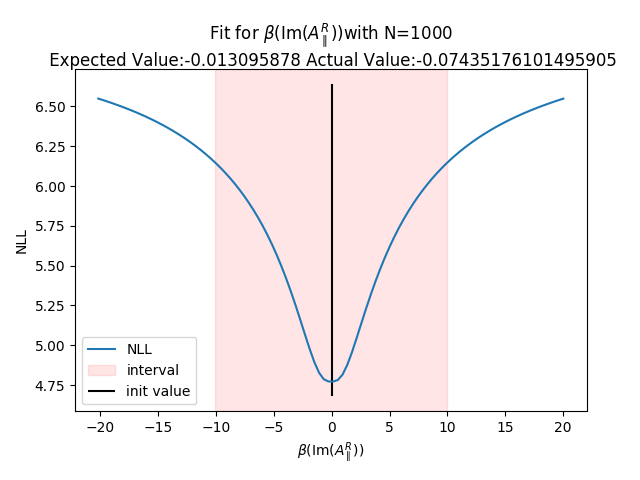 Fit for β(Im(A_∥^R))with N=1000
Expected Value:-0.013095878 Actual Value:-0.07435176101495905
6.50
6.25
6.00
5.75
5.50
5.25
5.00
4.75
NLL
NLL
interval
init value
−20 −15 −10 −5 0 5 10 15 20
β(Im(A_∥^R))